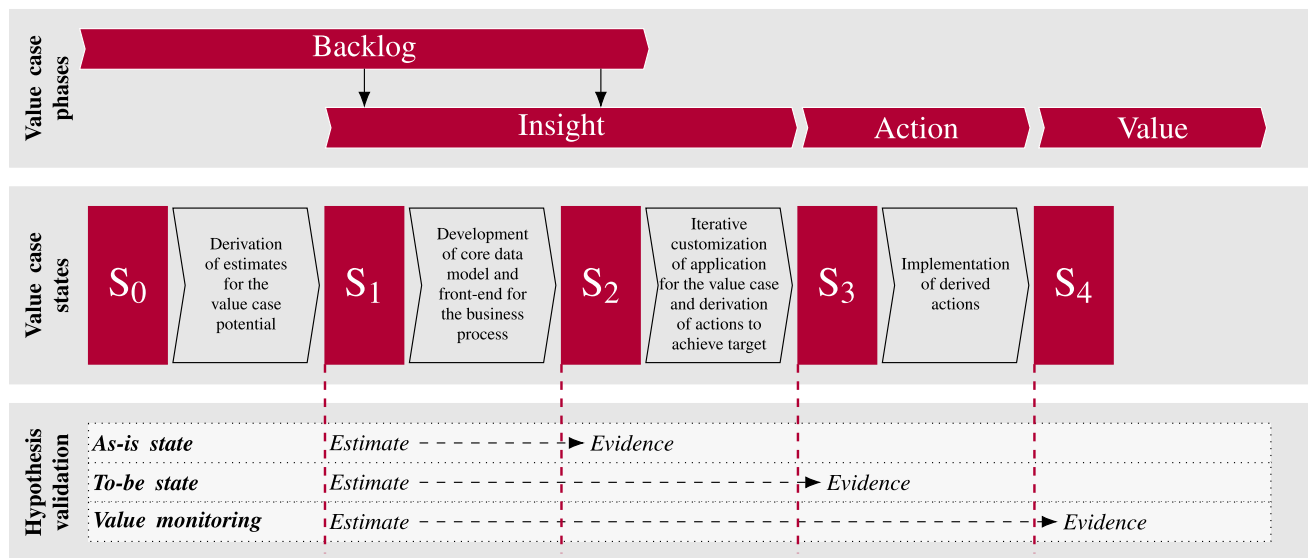 Value case
phases
Backlog
Insight
Action
Value
Value case
states
S0
Derivation
of estimates
for the
value case
potential
S1
Development
of core data
model and
front-end for
the business
process
S2
Iterative
customization
of application
for the value case
and derivation
of actions to
achieve target
S3
Implementation
of derived
actions
S4
Hypothesis
validation
As-is state
Estimate
Evidence
To-be state
Estimate
Evidence
Value monitoring
Estimate
Evidence